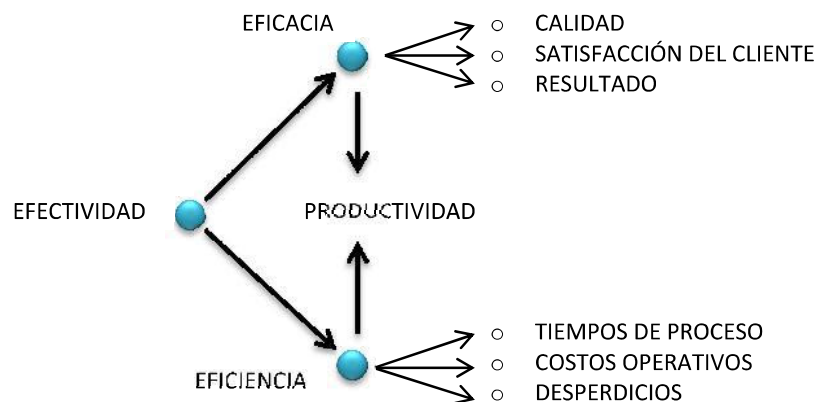 EFICACIA
○ CALIDAD
○ SATISFACCIÓN DEL CLIENTE
○ RESULTADO
EFECTIVIDAD
PRODUCTIVIDAD
EFICIENCIA
○ TIEMPOS DE PROCESO
○ COSTOS OPERATIVOS
○ DESPERDICIOS